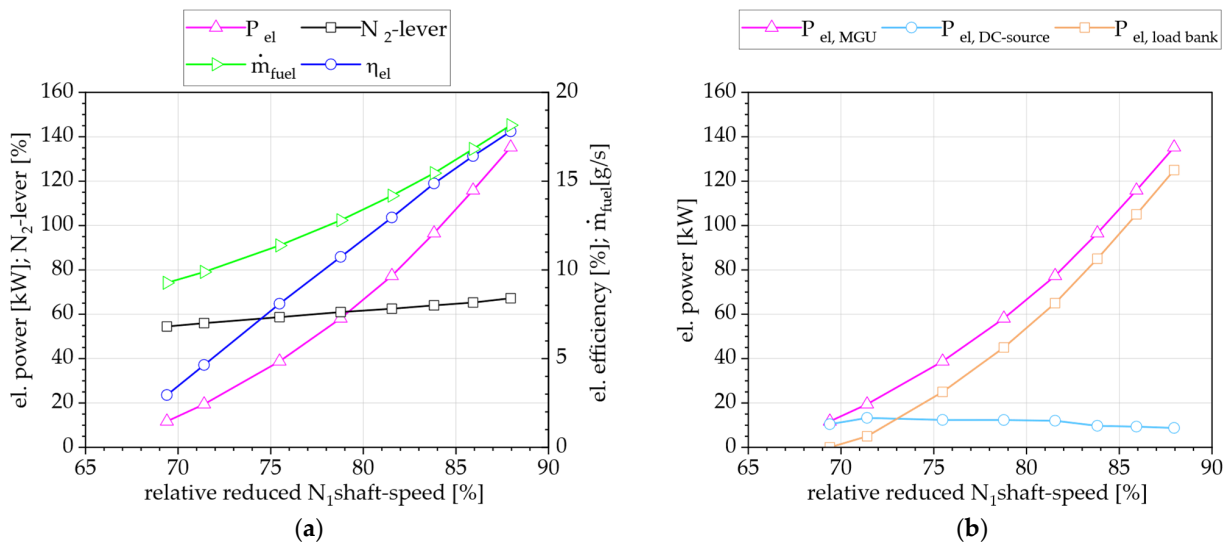 P el
N 2-lever
ṁfuel
ηel
160
140
120
100
80
60
40
20
0
el. power [kW]; N2-lever [%]
20
15
10
5
0
el. efficiency [%]; ṁfuel[g/s]
65 70 75 80 85 90
relative reduced N1shaft-speed [%]
(a)
P el, MGU P el, DC-source P el, load bank
160
140
120
100
80
60
40
20
0
el. power [kW]
65 70 75 80 85 90
relative reduced N1shaft-speed [%]
(b)